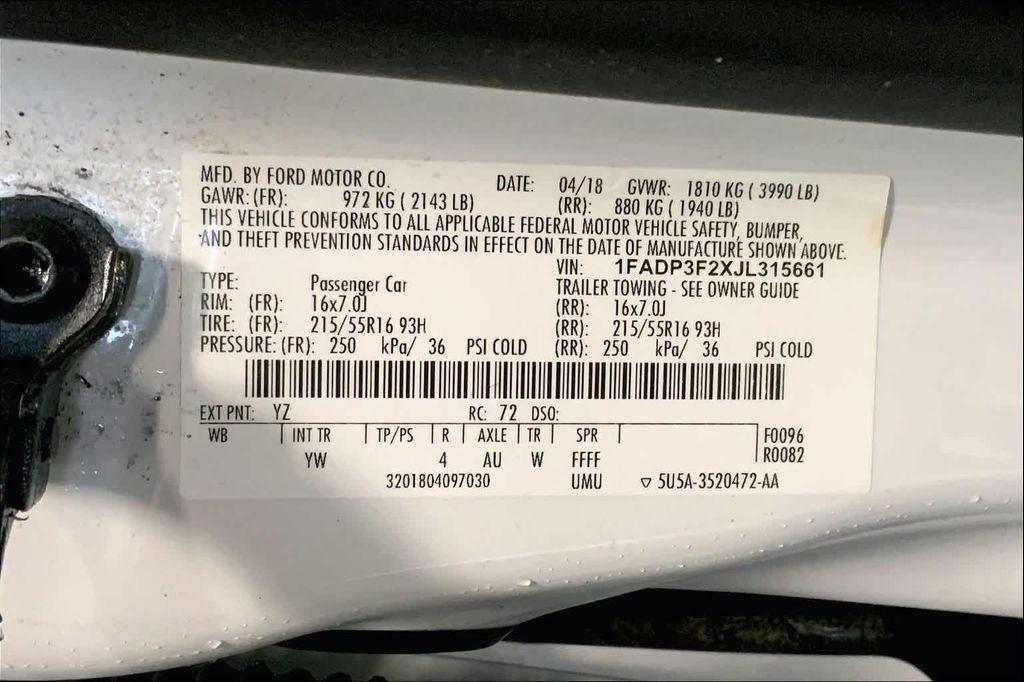 MFD. BY FORD MOTOR CO. DATE: 04/18 GVWR: 1810 KG ( 3990 LB)
GAWR: (FR): 972 KG ( 2143 LB) (RR): 880 KG ( 1940 LB)
THIS VEHICLE CONFORMS TO ALL APPLICABLE FEDERAL MOTOR VEHICLE SAFETY, BUMPER,
AND THEFT PREVENTION STANDARDS IN EFFECT ON THE DATE OF MANUFACTURE SHOWN ABOVE.
VIN: 1FADP3F2XJL315661
TYPE: Passenger Car TRAILER TOWING - SEE OWNER GUIDE
RIM: (FR): 16x7.0J (RR): 16x7.0J
TIRE: (FR): 215/55R16 93H (RR): 215/55R16 93H
PRESSURE: (FR): 250 kPa/ 36 PSI COLD (RR): 250 kPa/ 36 PSI COLD
EXT PNT: YZ RC: 72 DSO:
WB INT TR TP/PS R AXLE TR SPR F0096
YW 4 AU W FFFF R0082
3201804097030 UMU ▽ 5U5A-3520472-AA